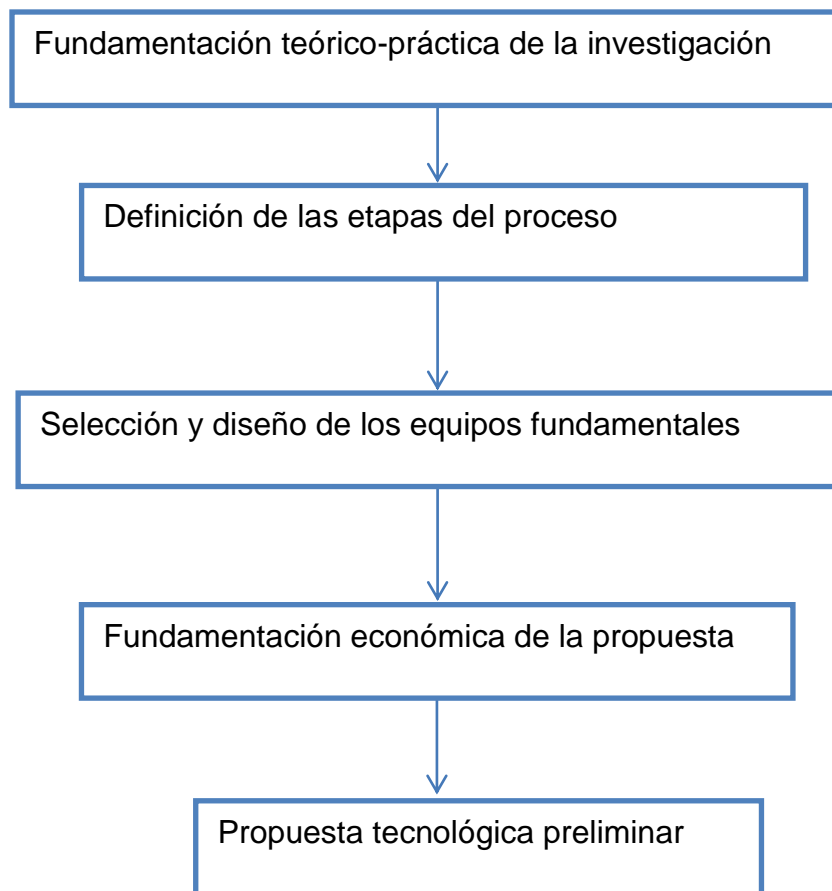 Fundamentación teórico-práctica de la investigación
Definición de las etapas del proceso
Selección y diseño de los equipos fundamentales
Fundamentación económica de la propuesta
Propuesta tecnológica preliminar